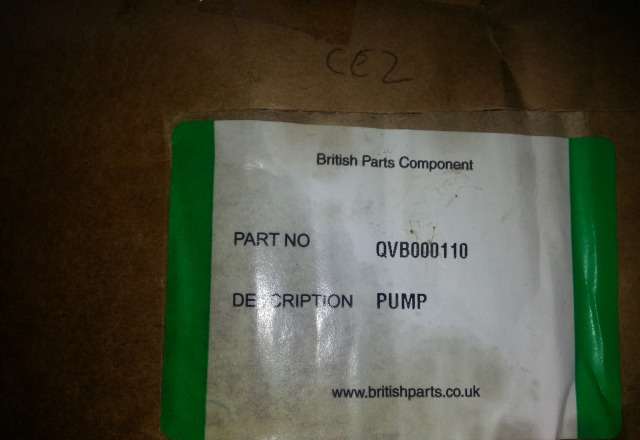 CE2
British Parts Component
PART NO QVB000110
DESCRIPTION PUMP
www.britishparts.co.uk